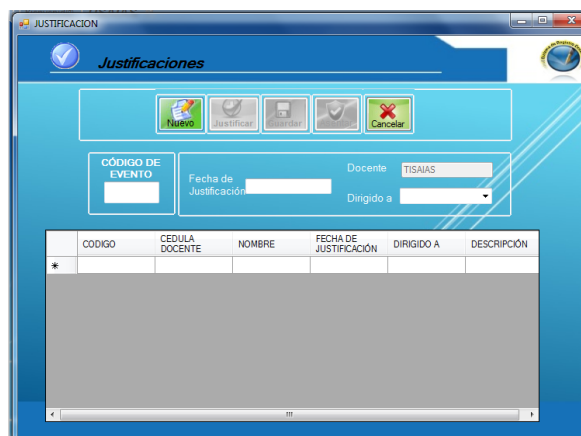 JUSTIFICACION
Justificaciones
Nuevo Justificar Guardar Cancelar
CÓDIGO DE
EVENTO
Fecha de
Justificación
Docente TISAIAS
Dirigido a
CODIGO CEDULA DOCENTE NOMBRE FECHA DE JUSTIFICACIÓN DIRIGIDO A DESCRIPCIÓN